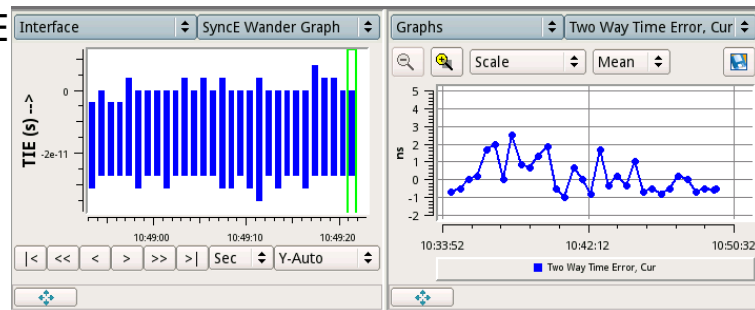 E
Interface
SyncE Wander Graph
TIE (s) -->
0
-2e-11
10:49:00
10:49:10
10:49:20
|<
<<
<
>
>>
>|
Sec
Y-Auto
Graphs
Two Way Time Error, Cur
Scale
Mean
ns
5
4
3
2
1
0
-1
-2
10:33:52
10:42:12
10:50:32
Two Way Time Error, Cur